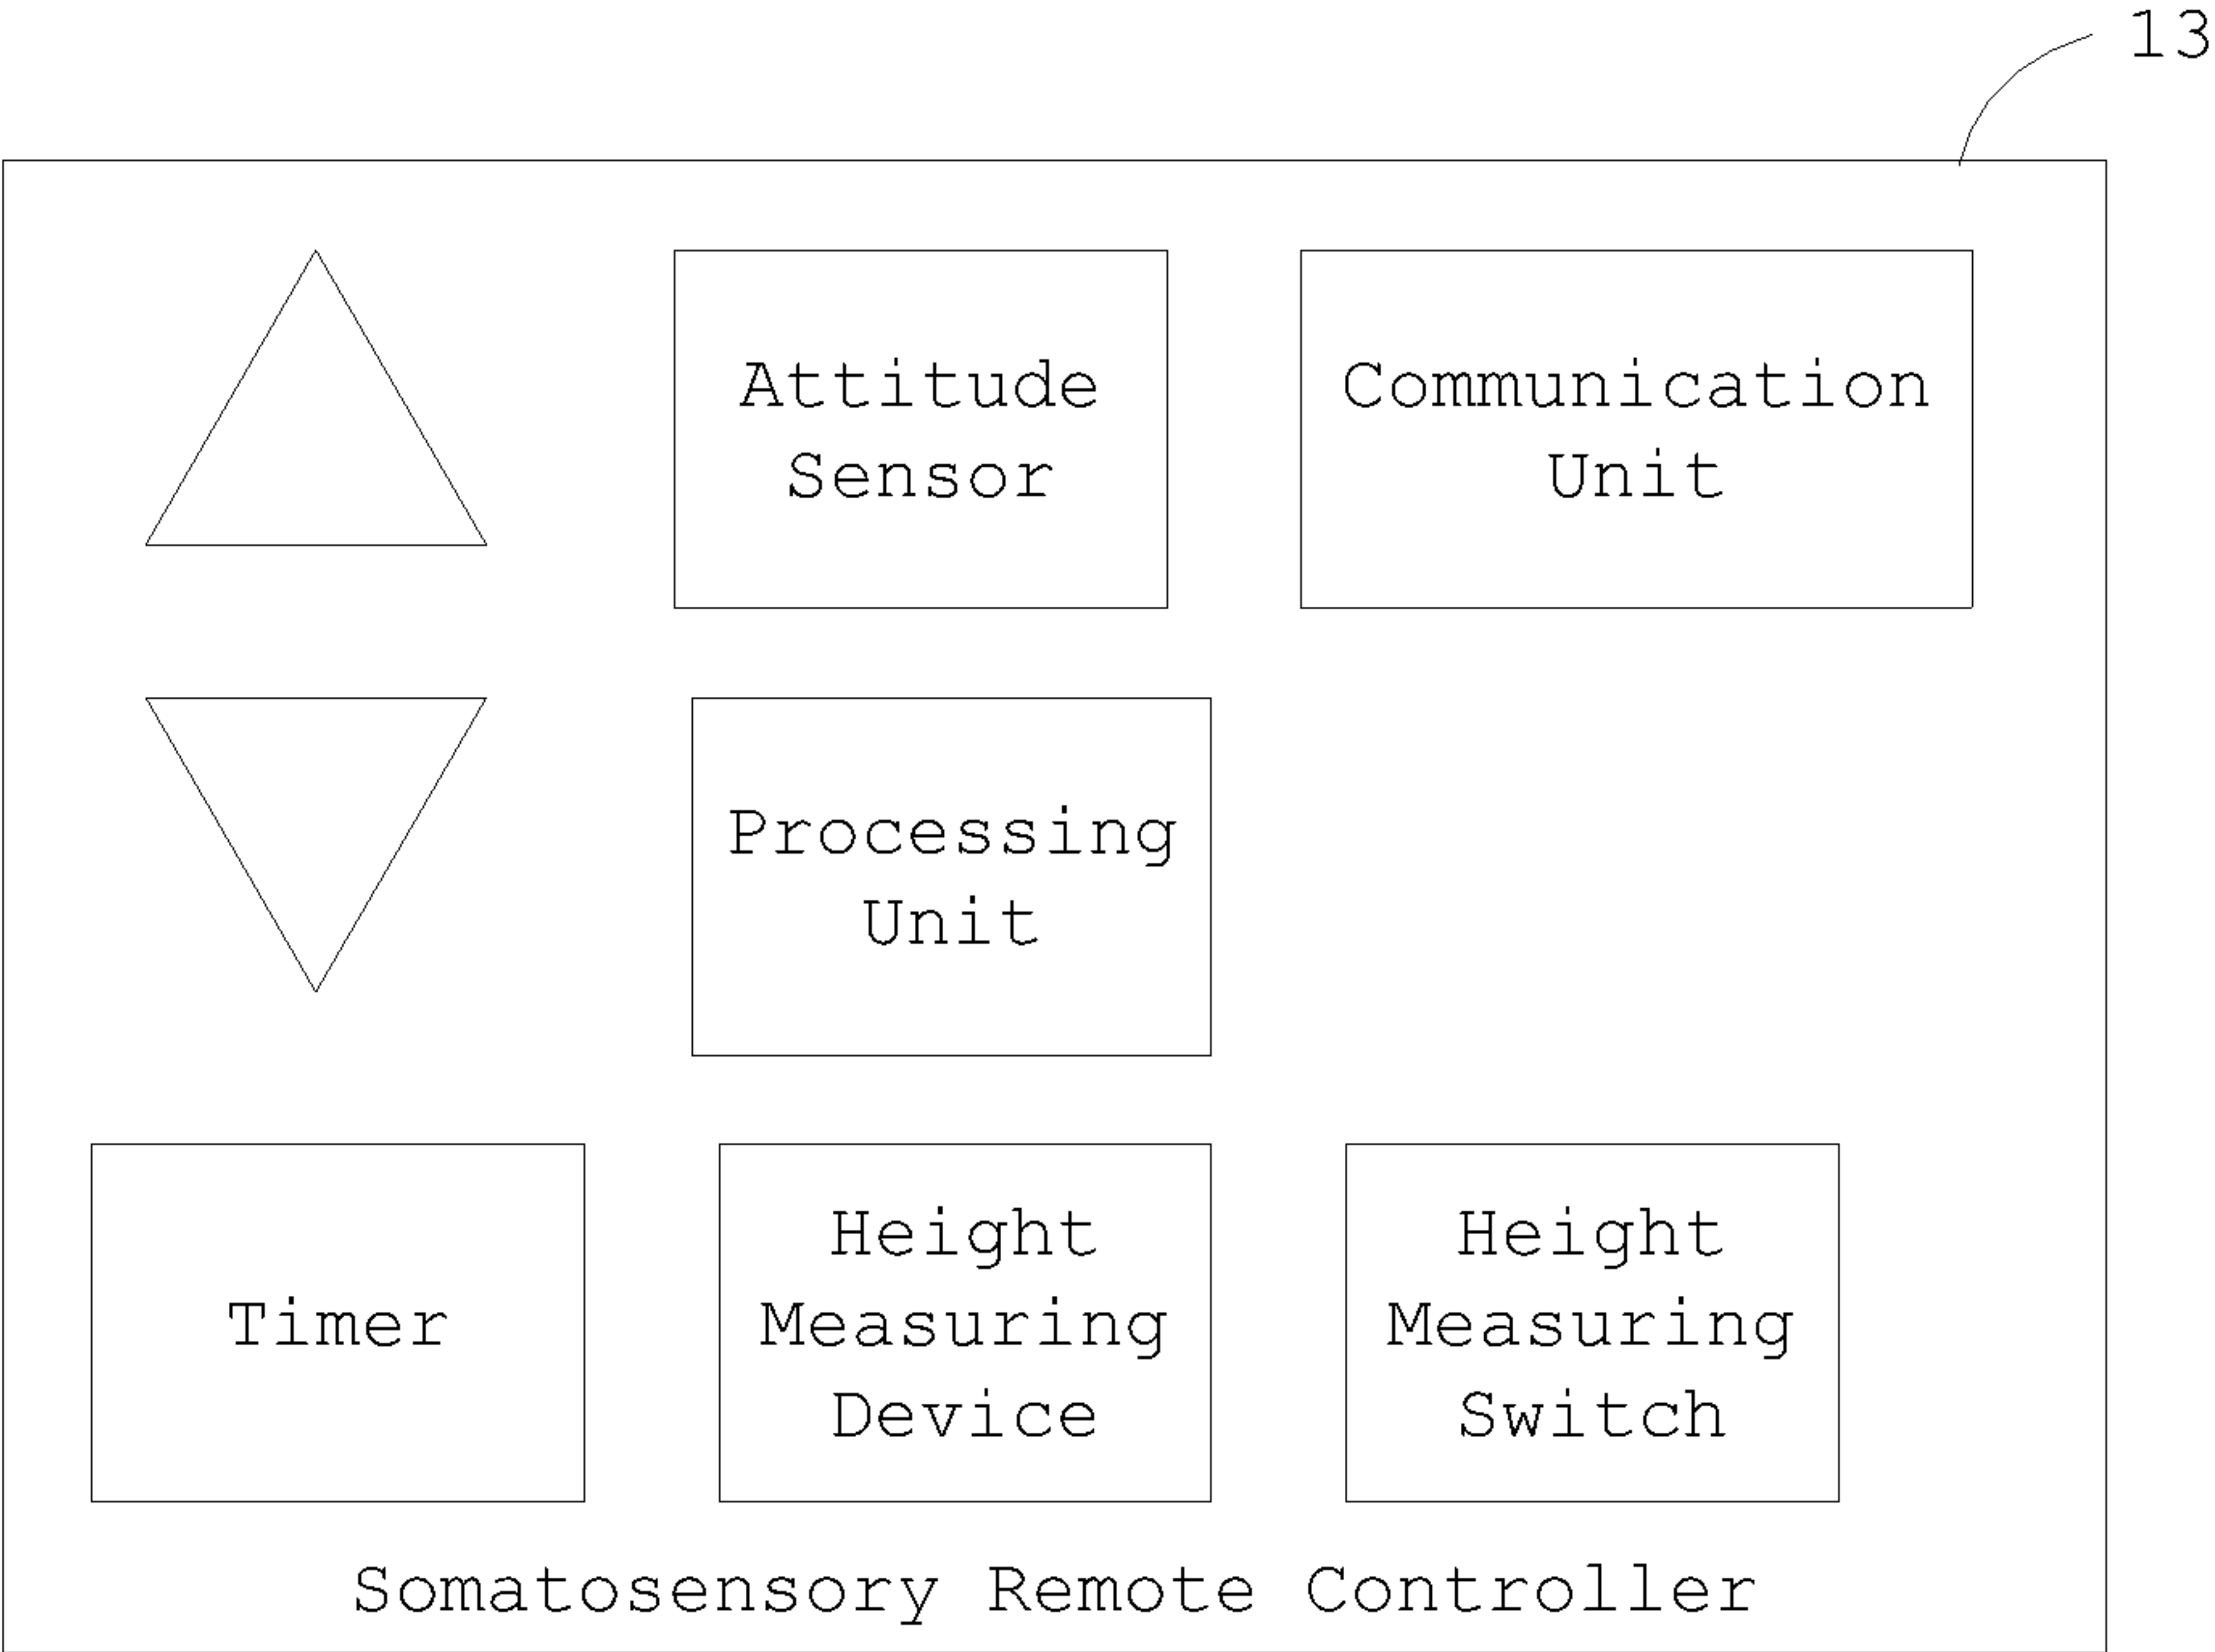 13
Attitude
Sensor
Communication
Unit
Processing
Unit
Timer
Height
Measuring
Device
Height
Measuring
Switch
Somatosensory Remote Controller